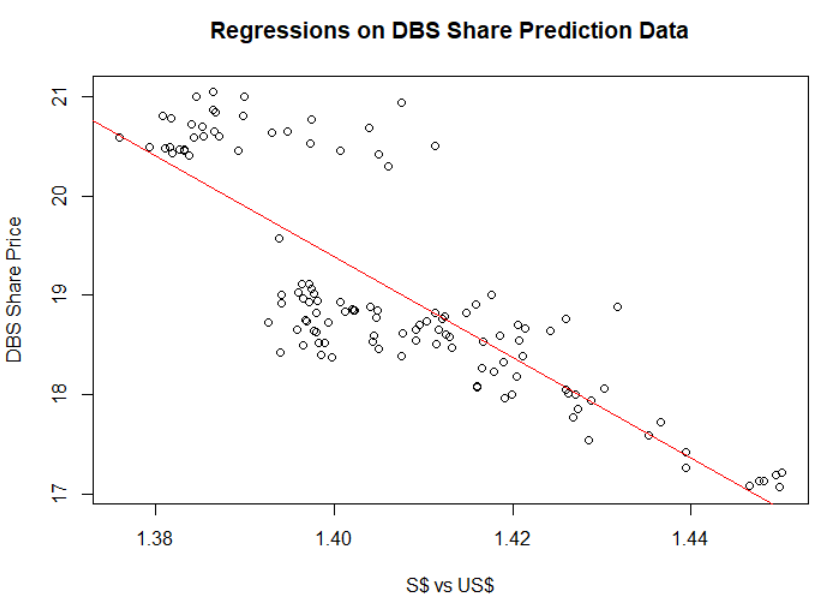 Regressions on DBS Share Prediction Data
21
20
19
18
17
DBS Share Price
1.38 1.40 1.42 1.44
S$ vs US$